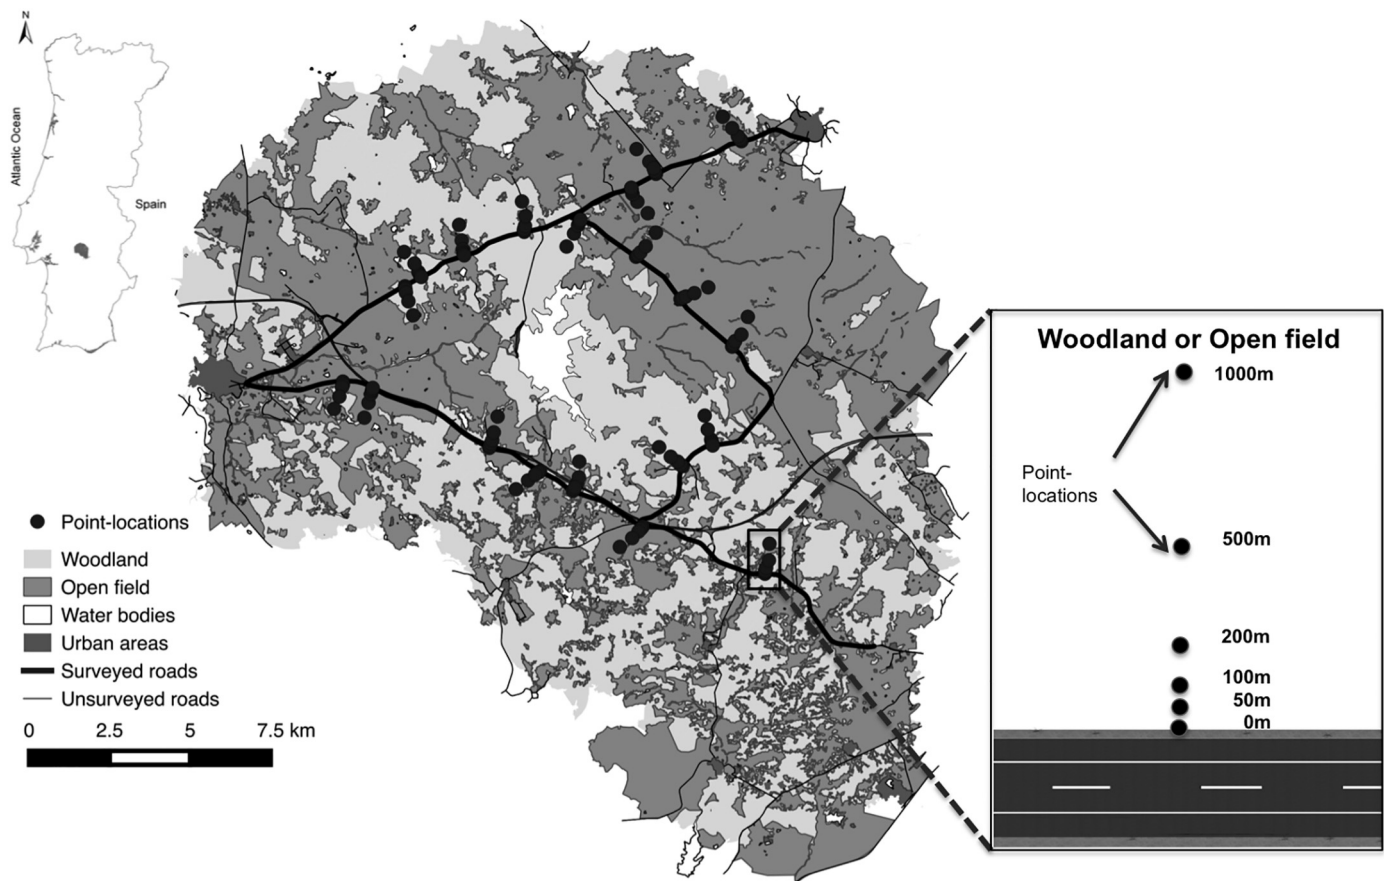 N
Atlantic Ocean
Spain
Point-locations
Woodland
Open field
Water bodies
Urban areas
Surveyed roads
Unsurveyed roads
0 2.5 5 7.5 km
Woodland or Open field
1000m
Point-
locations
500m
200m
100m
50m
0m